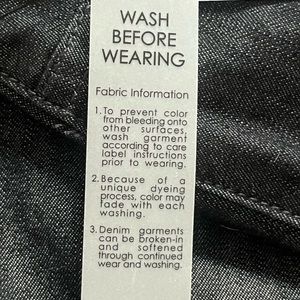 WASH
BEFORE
WEARING
Fabric Information
1. To prevent color
from bleeding onto
other surfaces,
wash garment
according to care
label instructions
prior to wearing.
2. Because of a
unique dyeing
process, color may
fade with each
washing.
3. Denim garments
can be broken-in
and softened
through continued
wear and washing.